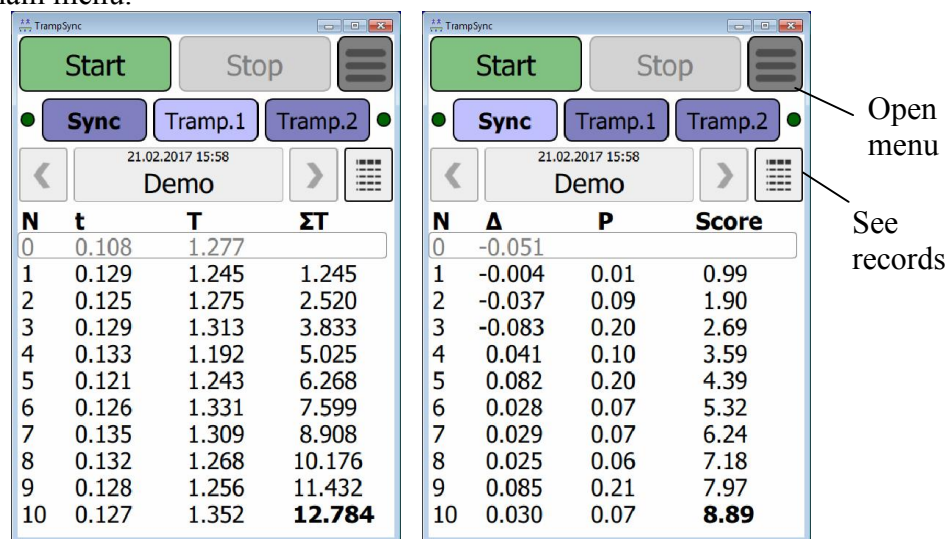 menu.
TrampSync
Start Stop
Sync Tramp.1 Tramp.2
21.02.2017 15:58
Demo
N t T ΣT
0 0.108 1.277
1 0.129 1.245 1.245
2 0.125 1.275 2.520
3 0.129 1.313 3.833
4 0.133 1.192 5.025
5 0.121 1.243 6.268
6 0.126 1.331 7.599
7 0.135 1.309 8.908
8 0.132 1.268 10.176
9 0.128 1.256 11.432
10 0.127 1.352 12.784
TrampSync
Start Stop
Sync Tramp.1 Tramp.2
21.02.2017 15:58
Demo
N Δ P Score
0 -0.051
1 -0.004 0.01 0.99
2 -0.037 0.09 1.90
3 -0.083 0.20 2.69
4 0.041 0.10 3.59
5 0.082 0.20 4.39
6 0.028 0.07 5.32
7 0.029 0.07 6.24
8 0.025 0.06 7.18
9 0.085 0.21 7.97
10 0.030 0.07 8.89
Open
menu
See
records